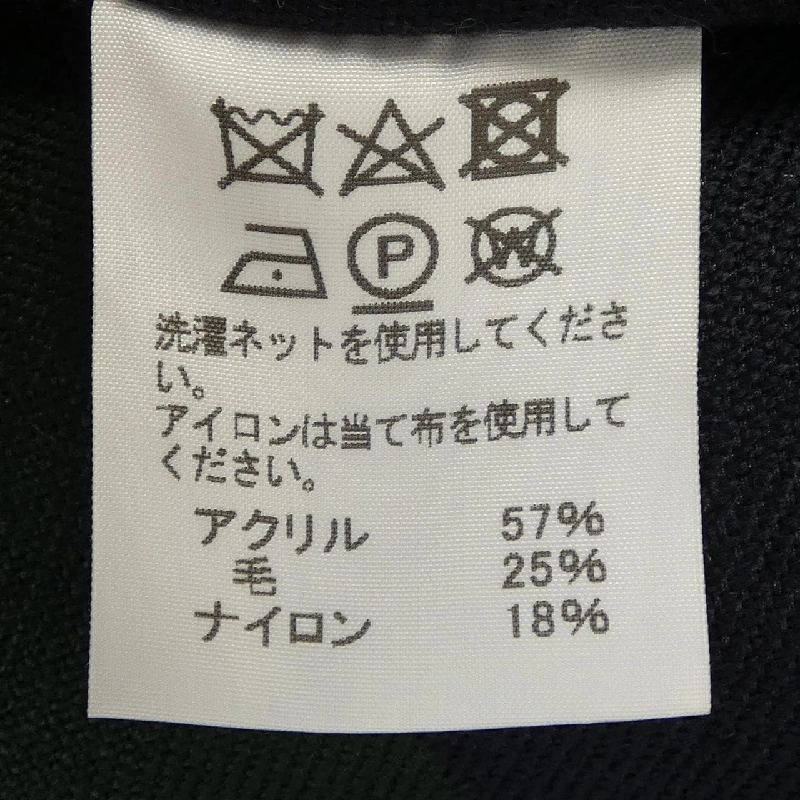 P W
洗濯ネットを使用してくださ
い。
アイロンは当て布を使用して
ください。
アクリル 57%
毛 25%
ナイロン 18%